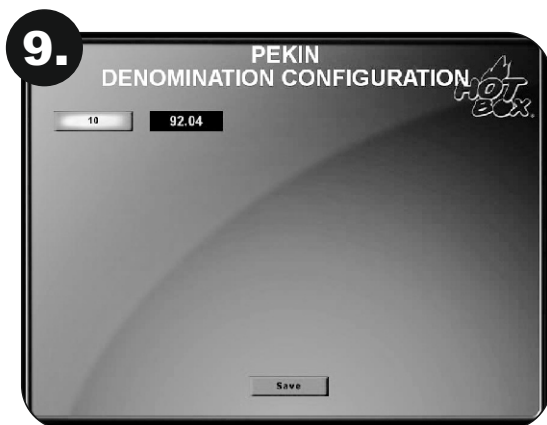 9.
PEKIN
DENOMINATION CONFIGURATION
HOT
BOX.
10
92.04
Save